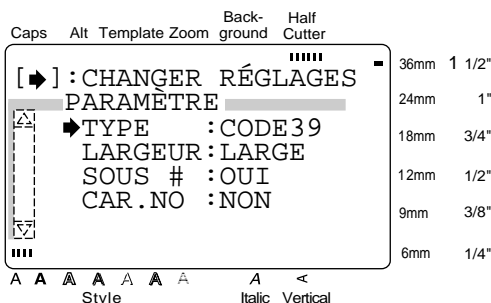 Back- Half
Caps Alt Template Zoom ground Cutter
[➡]:CHANGER RÉGLAGES
PARAMÈTRE
➡TYPE :CODE39
LARGEUR:LARGE
SOUS # :OUI
CAR.NO :NON
36mm 1 1/2"
24mm 1"
18mm 3/4"
12mm 1/2"
9mm 3/8"
6mm 1/4"
A A A A A A A A A
Style Italic Vertical